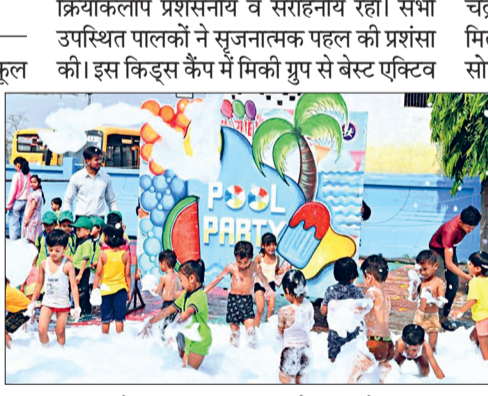 क्रियाकलाप प्रशंसनीय व सराहनीय रहा। सभी
उपस्थित पालकों ने सृजनात्मक पहल की प्रशंसा
की। इस किड्स कैंप में मिकी ग्रुप से बेस्ट एक्टिव
POOL
PARTY